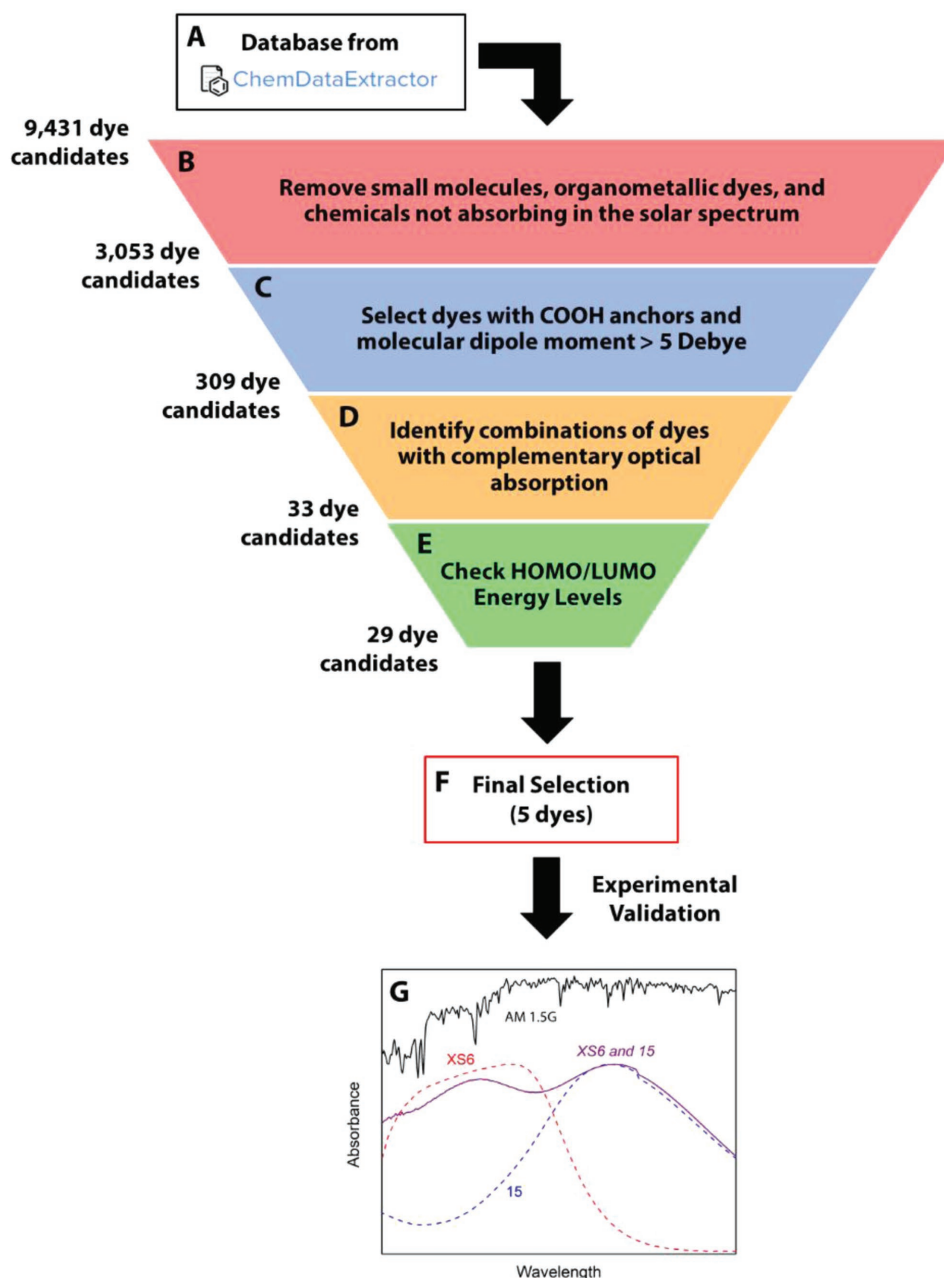 A
Database from
ChemDataExtractor
9,431 dye
candidates
B
Remove small molecules, organometallic dyes, and
chemicals not absorbing in the solar spectrum
3,053 dye
candidates
C
Select dyes with COOH anchors and
molecular dipole moment > 5 Debye
309 dye
candidates
D
Identify combinations of dyes
with complementary optical
absorption
33 dye
candidates
E
Check HOMO/LUMO
Energy Levels
29 dye
candidates
F
Final Selection
(5 dyes)
Experimental
Validation
G
AM 1.5G
XS6
XS6 and 15
15
Absorbance
Wavelength